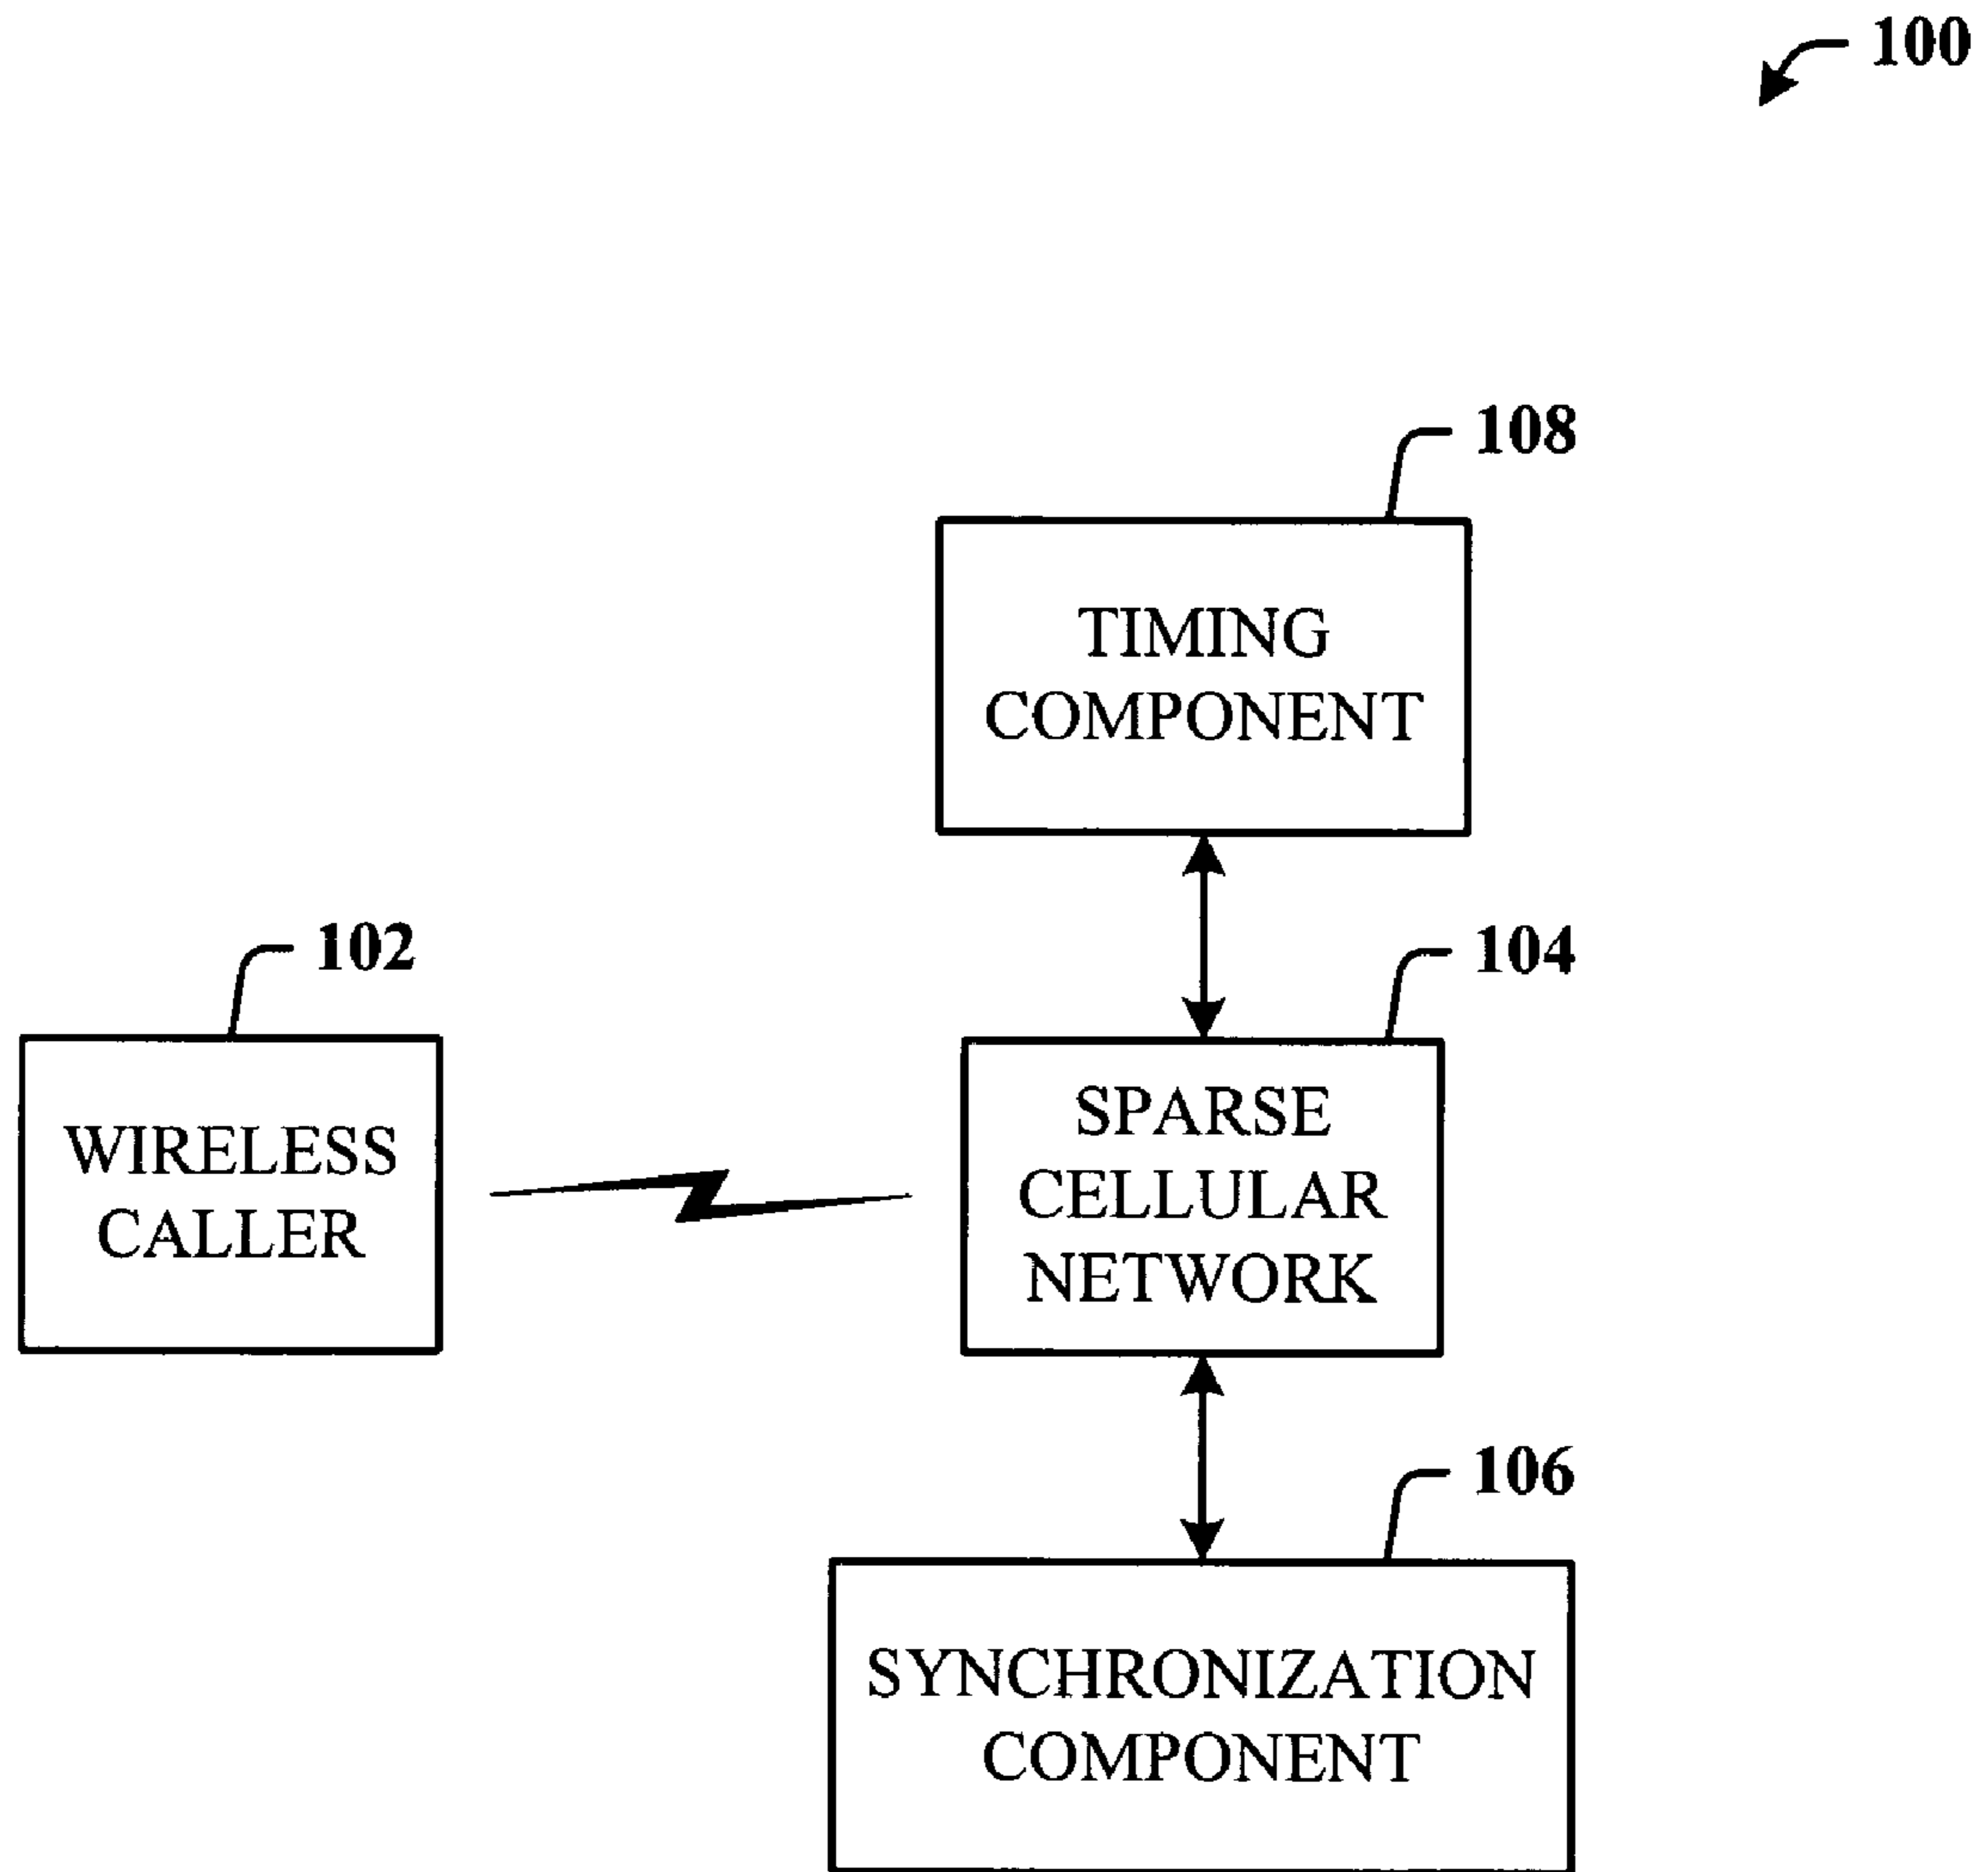 100
108
TIMING
COMPONENT
102
104
WIRELESS
CALLER
SPARSE
CELLULAR
NETWORK
106
SYNCHRONIZATION
COMPONENT